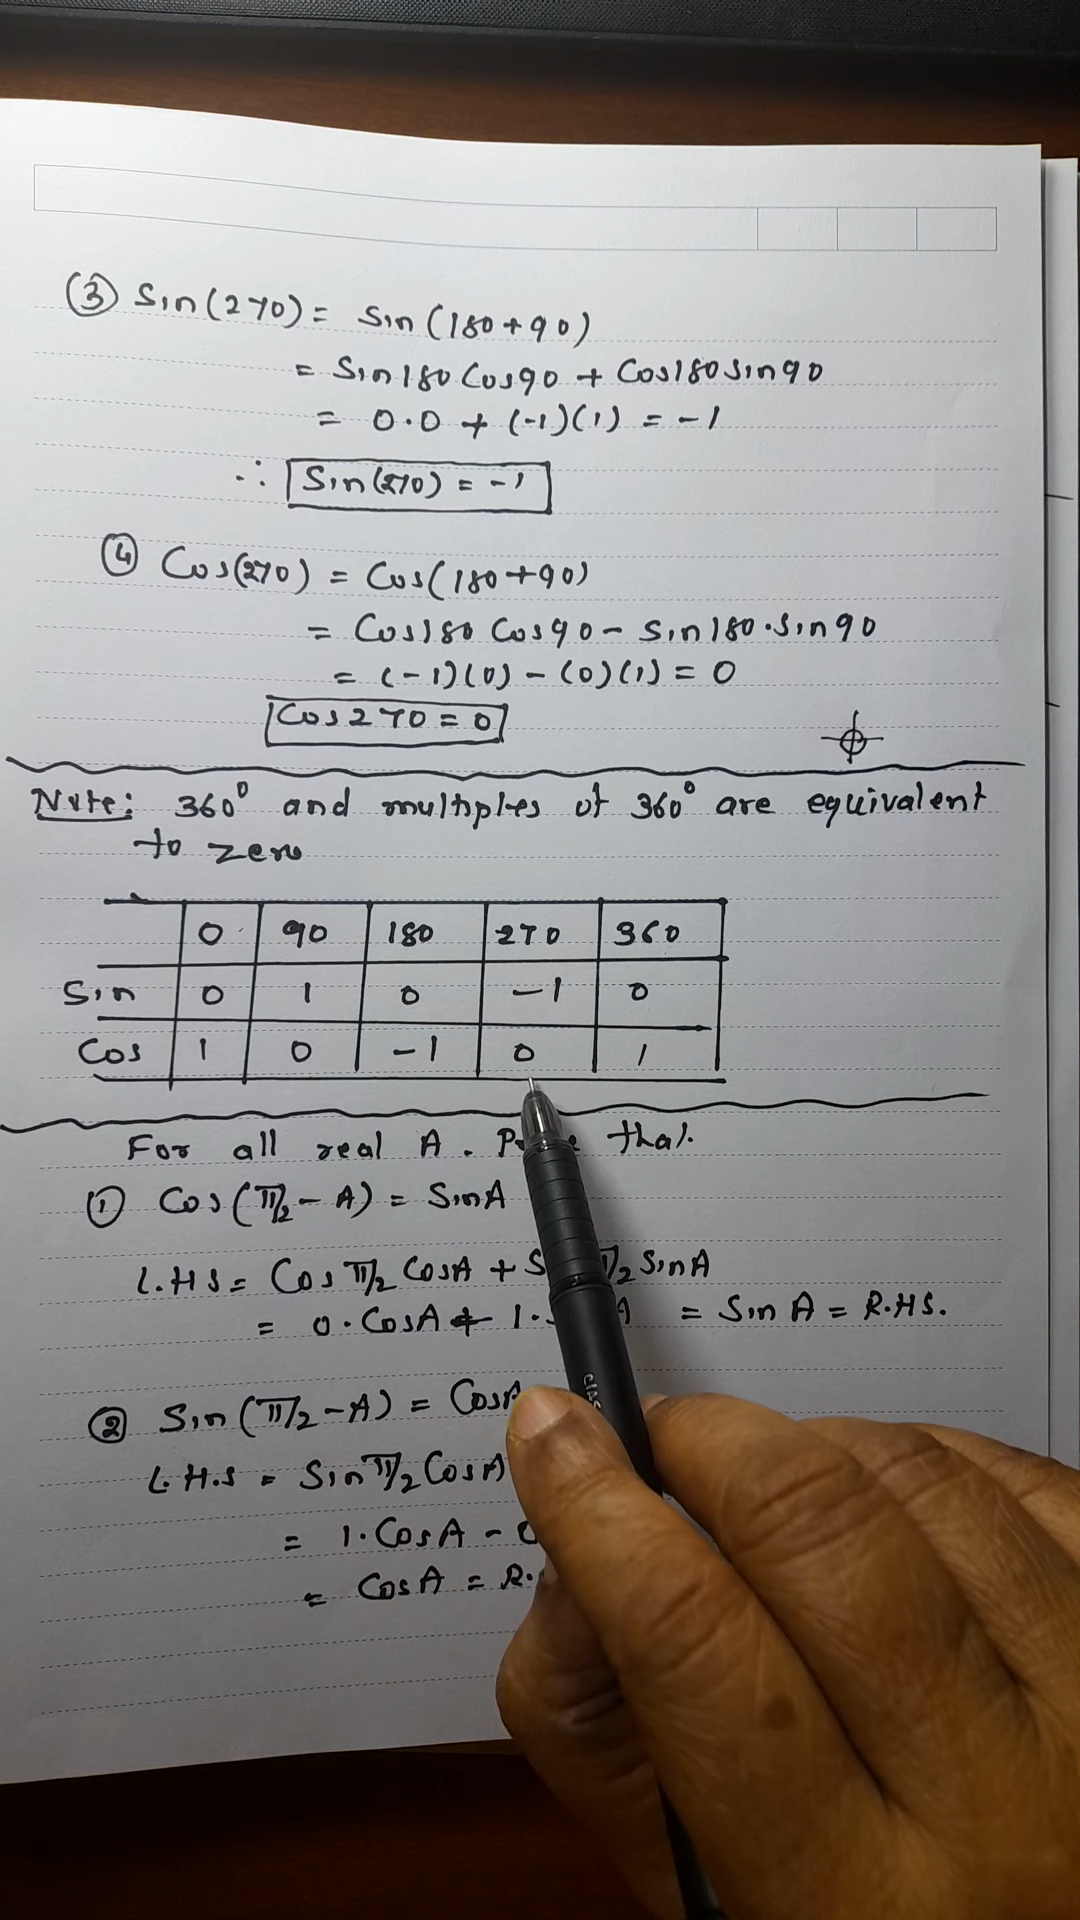 ③ Sin(270) = Sin(180+90)
= Sin180 Cos90 + Cos180 Sin90
= 0.0 + (-1)(1) = -1
∴ Sin(270) = -1
④ Cos(270) = Cos(180+90)
= Cos180 Cos90 - Sin180.Sin90
= (-1)(0) - (0)(1) = 0
Cos270 = 0
Note: 360° and multiples of 360° are equivalent
to zero
0 90 180 270 360
Sin 0 1 0 -1 0
Cos 1 0 -1 0 1
For all real A. that.
① Cos(π/2 - A) = SinA
L.HS = Cos π/2 CosA + S π/2 SinA
= 0.CosA + 1. A = Sin A = R.HS.
② Sin(π/2-A) = CosA
L.H.S = Sin π/2 CosA
= 1.CosA - 0
= CosA = R.